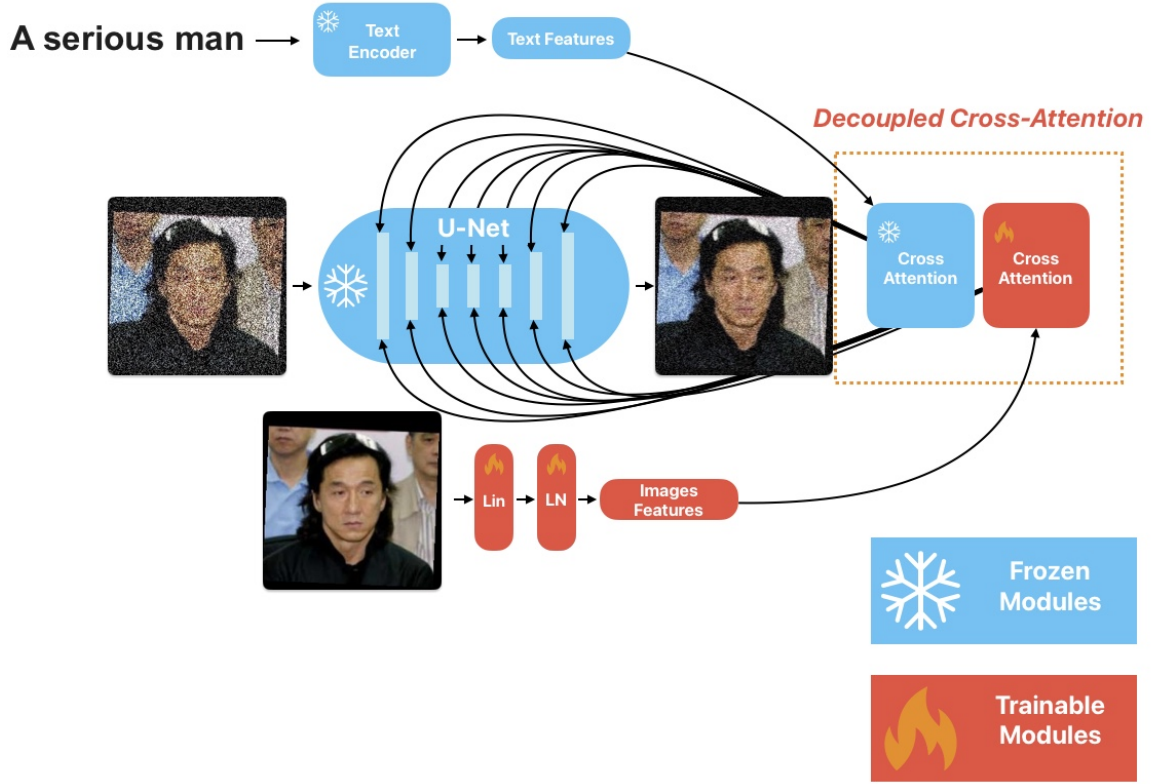 A serious man
Text
Encoder
Text Features
Decoupled Cross-Attention
U-Net
Cross
Attention
Cross
Attention
Lin
LN
Images
Features
Frozen
Modules
Trainable
Modules